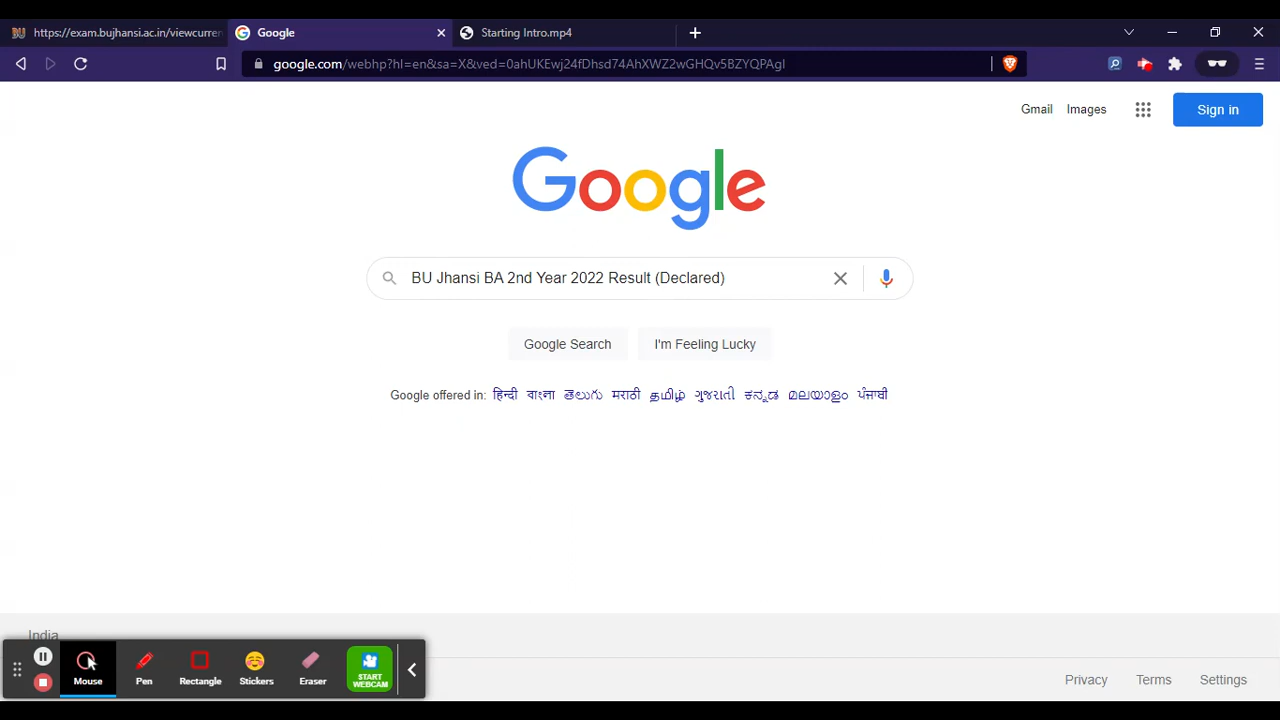 https://exam.bujhansi.ac.in/viewcurren
Google
Starting Intro.mp4
google.com/webhp?hl=en&sa=X&ved=0ahUKEwj24fDhsd74AhXWZ2wGHQv5BZYQPAgI
Gmail Images Sign in
Google
BU Jhansi BA 2nd Year 2022 Result (Declared)
Google Search I'm Feeling Lucky
Google offered in: हिन्दी বাংলা తెలుగు मराठी தமிழ் ગુજરાતી ಕನ್ನಡ മലയാളം ਪੰਜਾਬੀ
India
Mouse Pen Rectangle Stickers Eraser START WEBCAM
Privacy Terms Settings